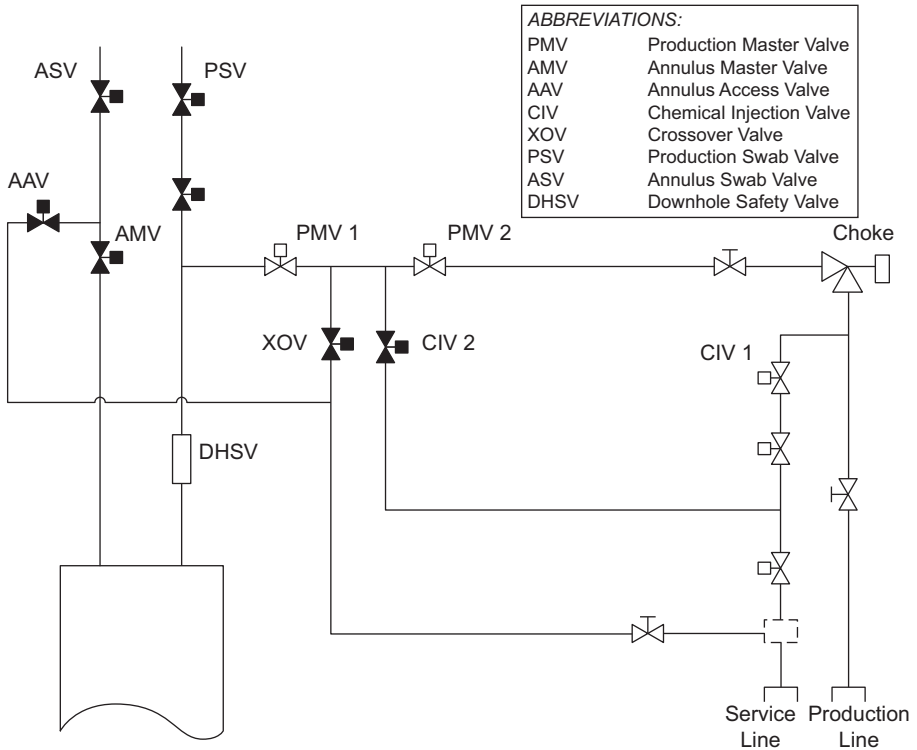 ABBREVIATIONS:
PMV Production Master Valve
AMV Annulus Master Valve
AAV Annulus Access Valve
CIV Chemical Injection Valve
XOV Crossover Valve
PSV Production Swab Valve
ASV Annulus Swab Valve
DHSV Downhole Safety Valve
ASV
PSV
AAV
AMV
PMV 1
PMV 2
Choke
XOV
CIV 2
CIV 1
DHSV
Service
Line
Production
Line